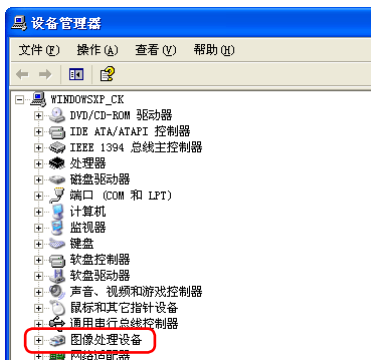 设备管理器
文件(F) 操作(A) 查看(V) 帮助(H)
WINDOWSXP_CK
DVD/CD-ROM 驱动器
IDE ATA/ATAPI 控制器
IEEE 1394 总线主控制器
处理器
磁盘驱动器
端口 (COM 和 LPT)
计算机
监视器
键盘
软盘控制器
软盘驱动器
声音、视频和游戏控制器
鼠标和其它指针设备
通用串行总线控制器
图像处理设备
网络适配器